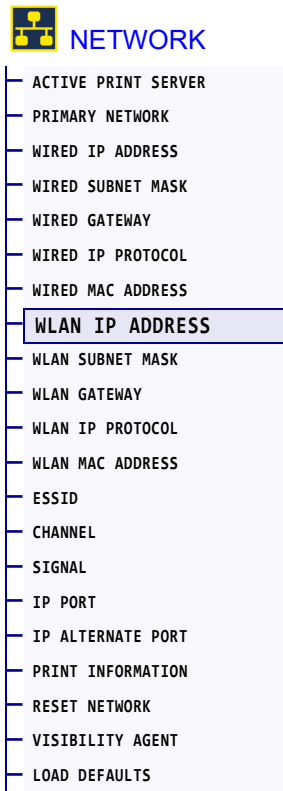 NETWORK
ACTIVE PRINT SERVER
PRIMARY NETWORK
WIRED IP ADDRESS
WIRED SUBNET MASK
WIRED GATEWAY
WIRED IP PROTOCOL
WIRED MAC ADDRESS
WLAN IP ADDRESS
WLAN SUBNET MASK
WLAN GATEWAY
WLAN IP PROTOCOL
WLAN MAC ADDRESS
ESSID
CHANNEL
SIGNAL
IP PORT
IP ALTERNATE PORT
PRINT INFORMATION
RESET NETWORK
VISIBILITY AGENT
LOAD DEFAULTS